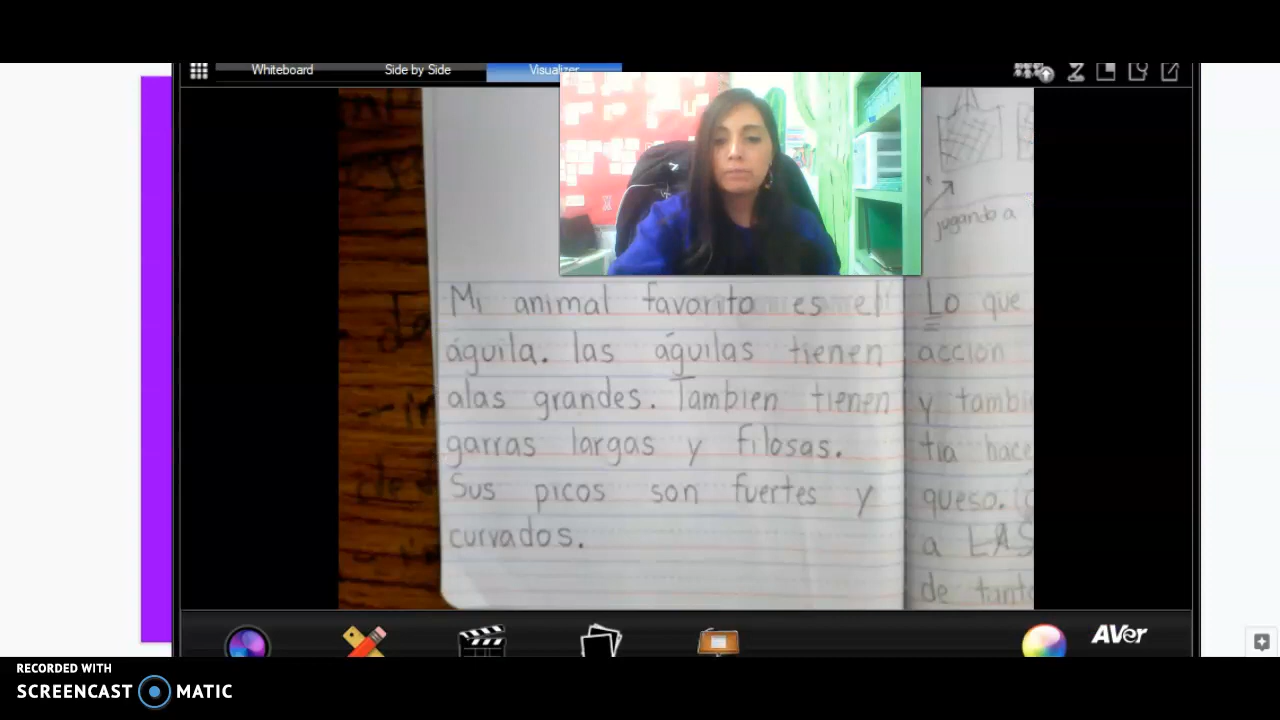 Whiteboard
Side by Side
Visualizer
jugando a
Mi animal favorito es el
águila. las águilas tienen
alas grandes. Tambien tienen
garras largas y filosas.
Sus picos son fuertes y
curvados.
Lo que
accion
y tambi
tia hace
queso.
a LAS
de tant
AVer
RECORDED WITH
SCREENCAST MATIC